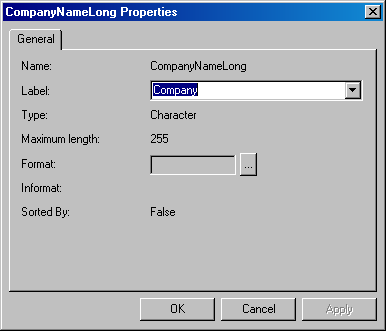 CompanyNameLong Properties
General
Name: CompanyNameLong
Label: Company
Type: Character
Maximum length: 255
Format: ...
Informat:
Sorted By: False
OK Cancel Apply